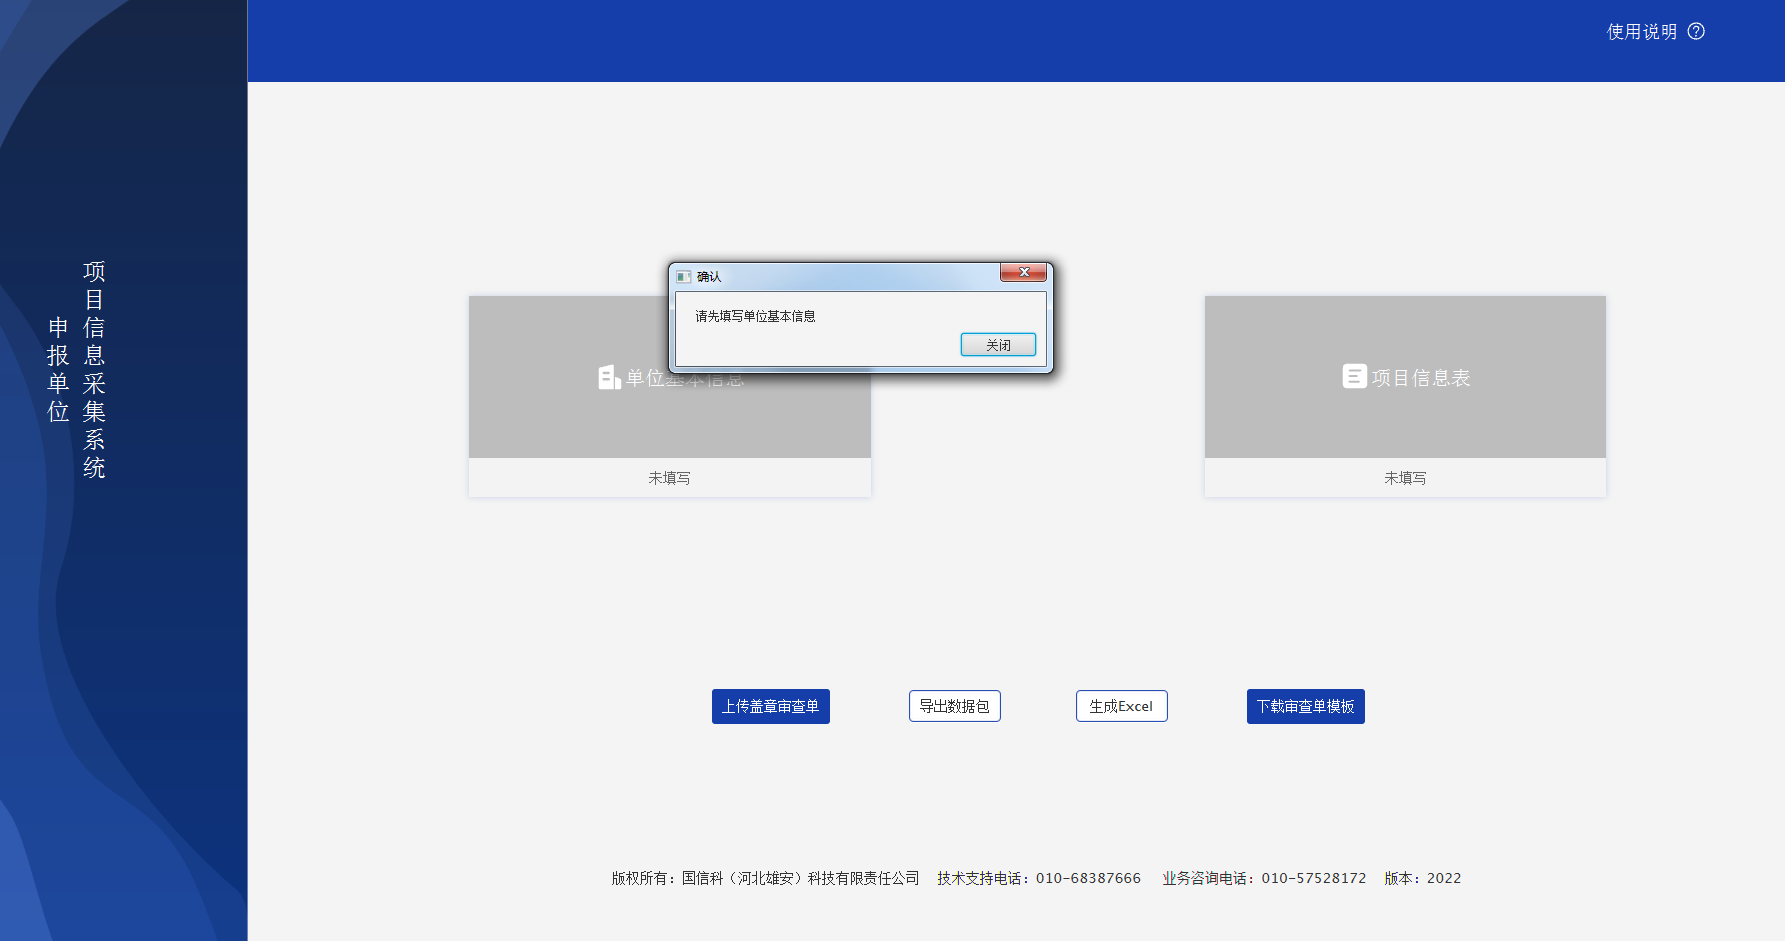 使用说明
项目信息采集系统
申报单位
确认
请先填写单位基本信息
关闭
单位基本信息
未填写
项目信息表
未填写
上传盖章审查单
导出数据包
生成Excel
下载审查单模板
版权所有：国信科（河北雄安）科技有限责任公司 技术支持电话：010-68387666 业务咨询电话：010-57528172 版本：2022